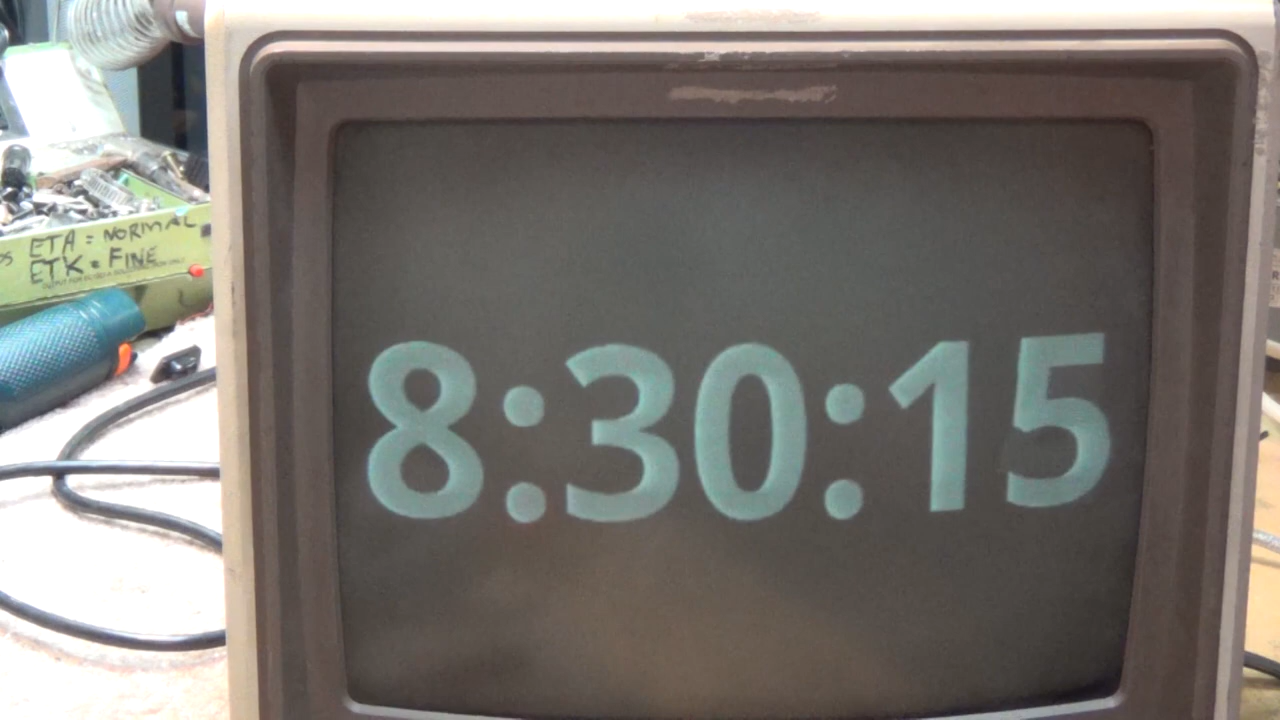 ETA = NORMAL
ETK = FINE
8:30:15